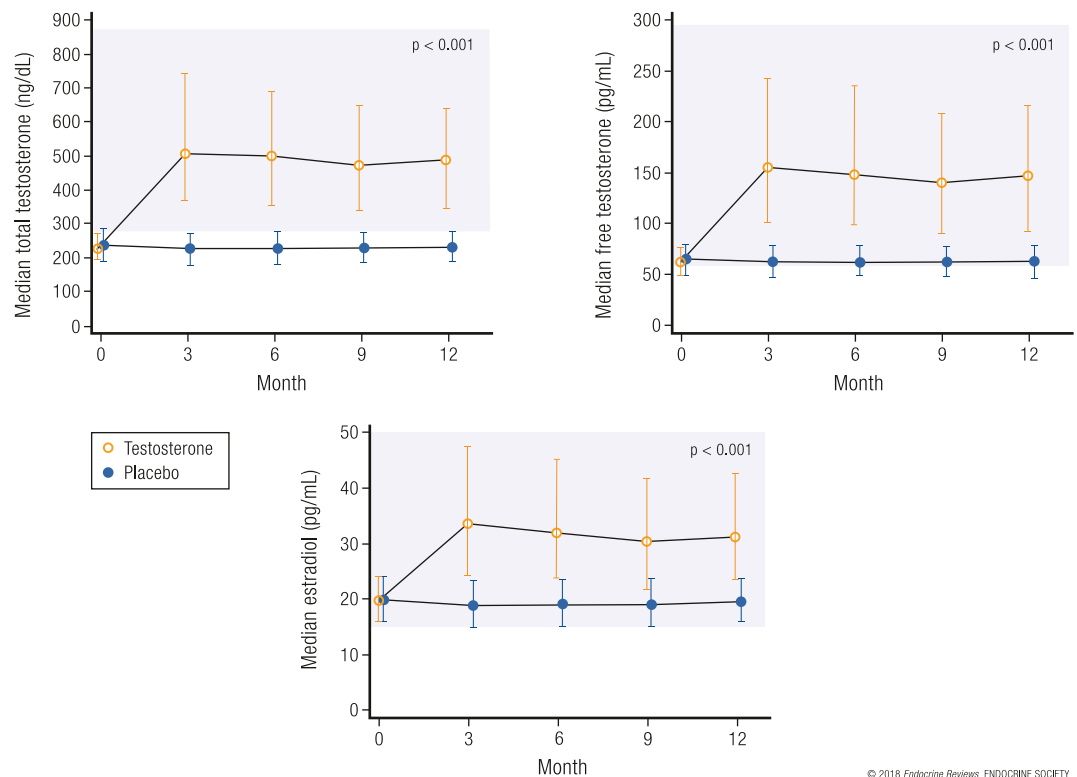 Median total testosterone (ng/dL)
900
800
700
600
500
400
300
200
100
0
p < 0.001
0 3 6 9 12
Month
Median free testosterone (pg/mL)
300
250
200
150
100
50
0
p < 0.001
0 3 6 9 12
Month
Testosterone
Placebo
Median estradiol (pg/mL)
50
40
30
20
10
0
p < 0.001
0 3 6 9 12
Month
© 2018 Endocrine Reviews ENDOCRINE SOCIETY